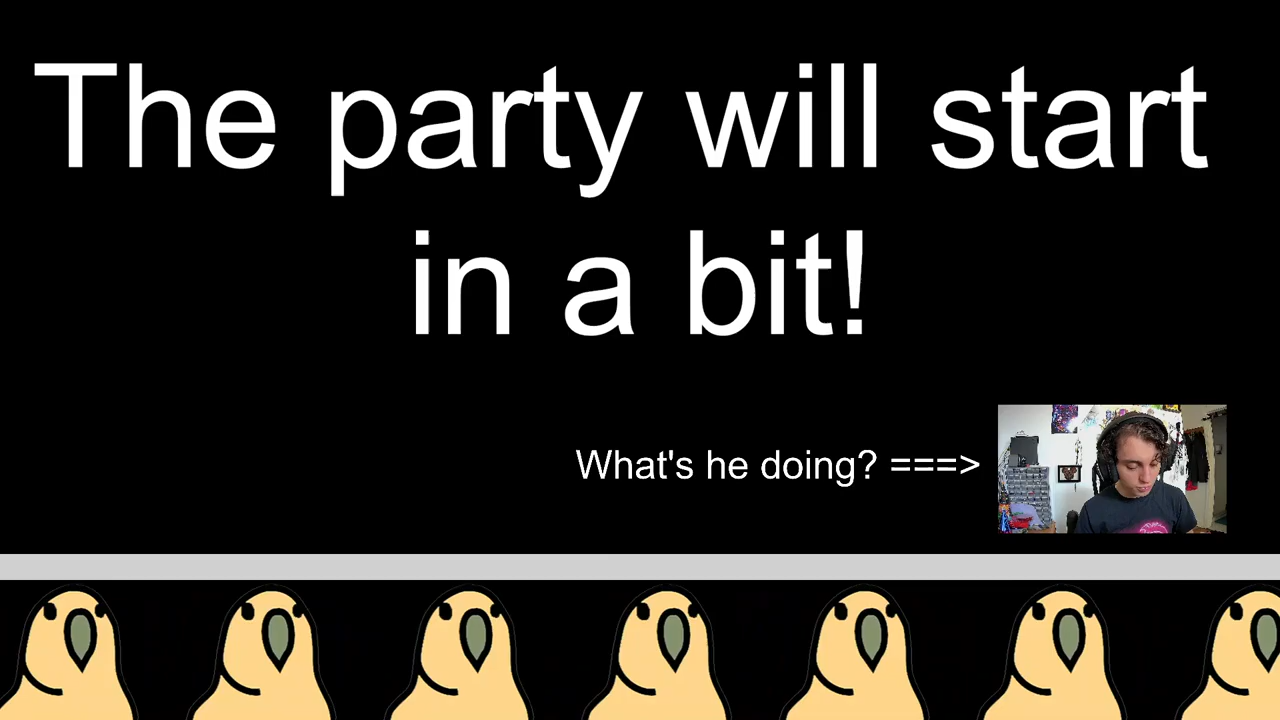 The party will start
in a bit!
What's he doing? ===>